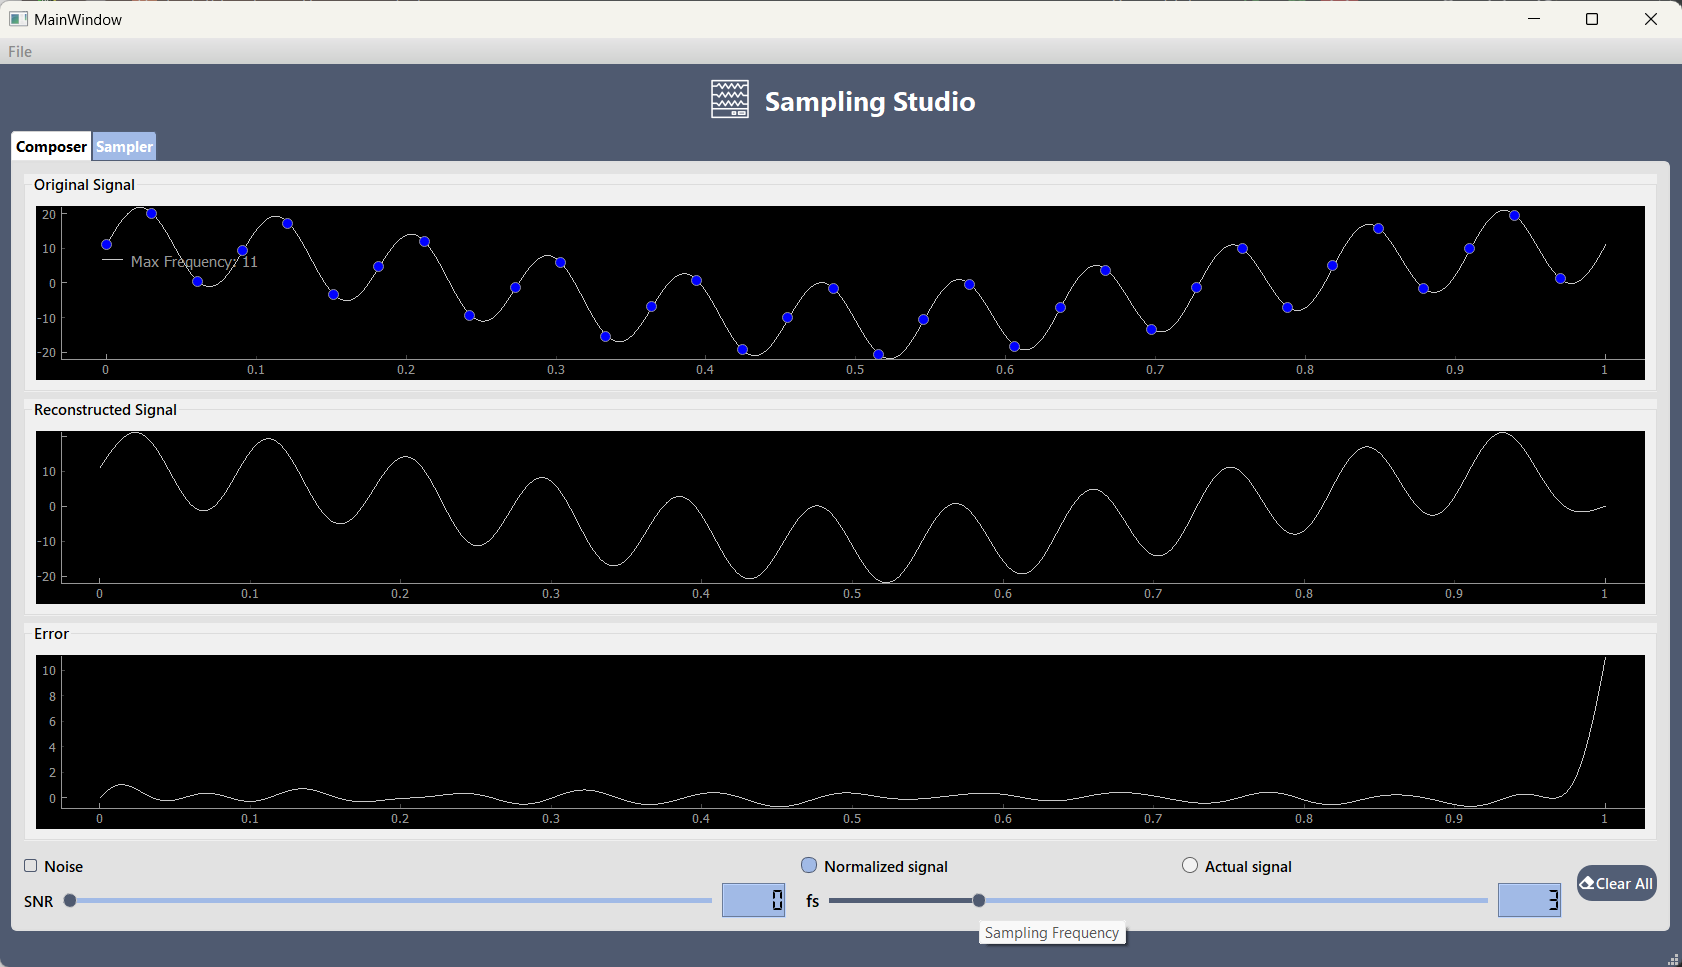 MainWindow
File
Sampling Studio
Composer Sampler
Original Signal
20
10
0
-10
-20
Max Frequency: 11
0 0.1 0.2 0.3 0.4 0.5 0.6 0.7 0.8 0.9 1
Reconstructed Signal
10
0
-10
-20
0 0.1 0.2 0.3 0.4 0.5 0.6 0.7 0.8 0.9 1
Error
10
8
6
4
2
0
0 0.1 0.2 0.3 0.4 0.5 0.6 0.7 0.8 0.9 1
Noise Normalized signal Actual signal
SNR 0 fs 3 Clear All
Sampling Frequency